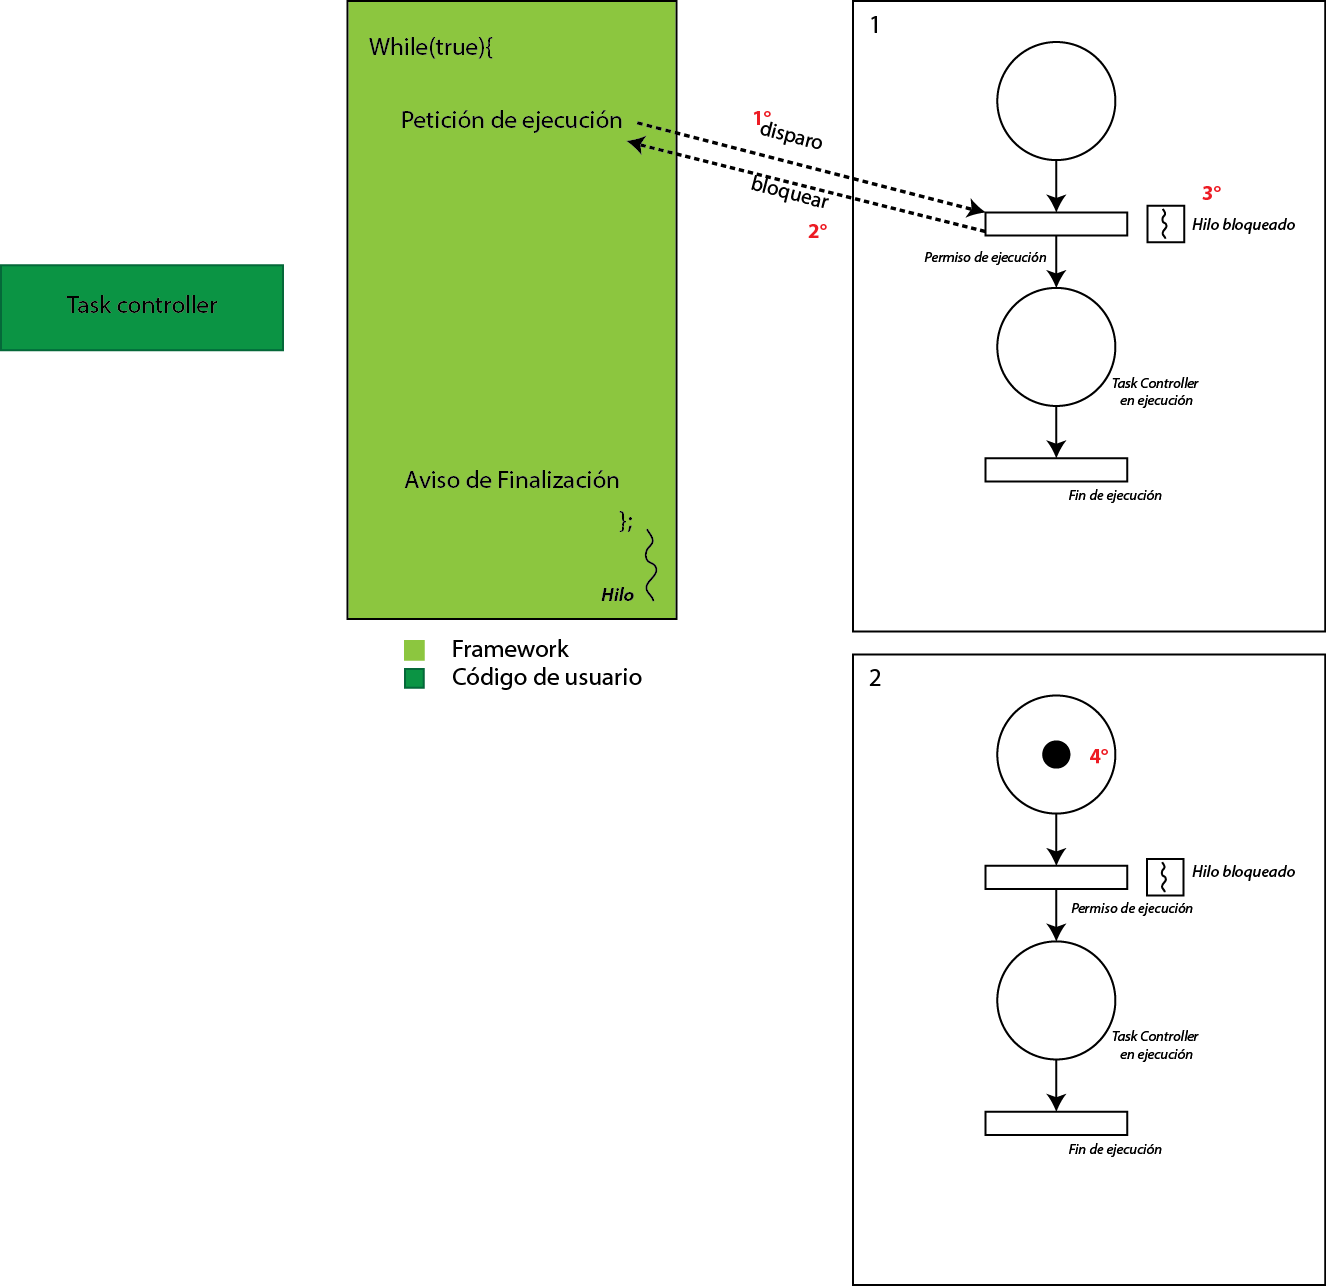 While(true){
Petición de ejecución
Task controller
Aviso de Finalización
};
Hilo
Framework
Código de usuario
1°
disparo
bloquear
2°
1
3°
Hilo bloqueado
Permiso de ejecución
Task Controller
en ejecución
Fin de ejecución
2
4°
Hilo bloqueado
Permiso de ejecución
Task Controller
en ejecución
Fin de ejecución